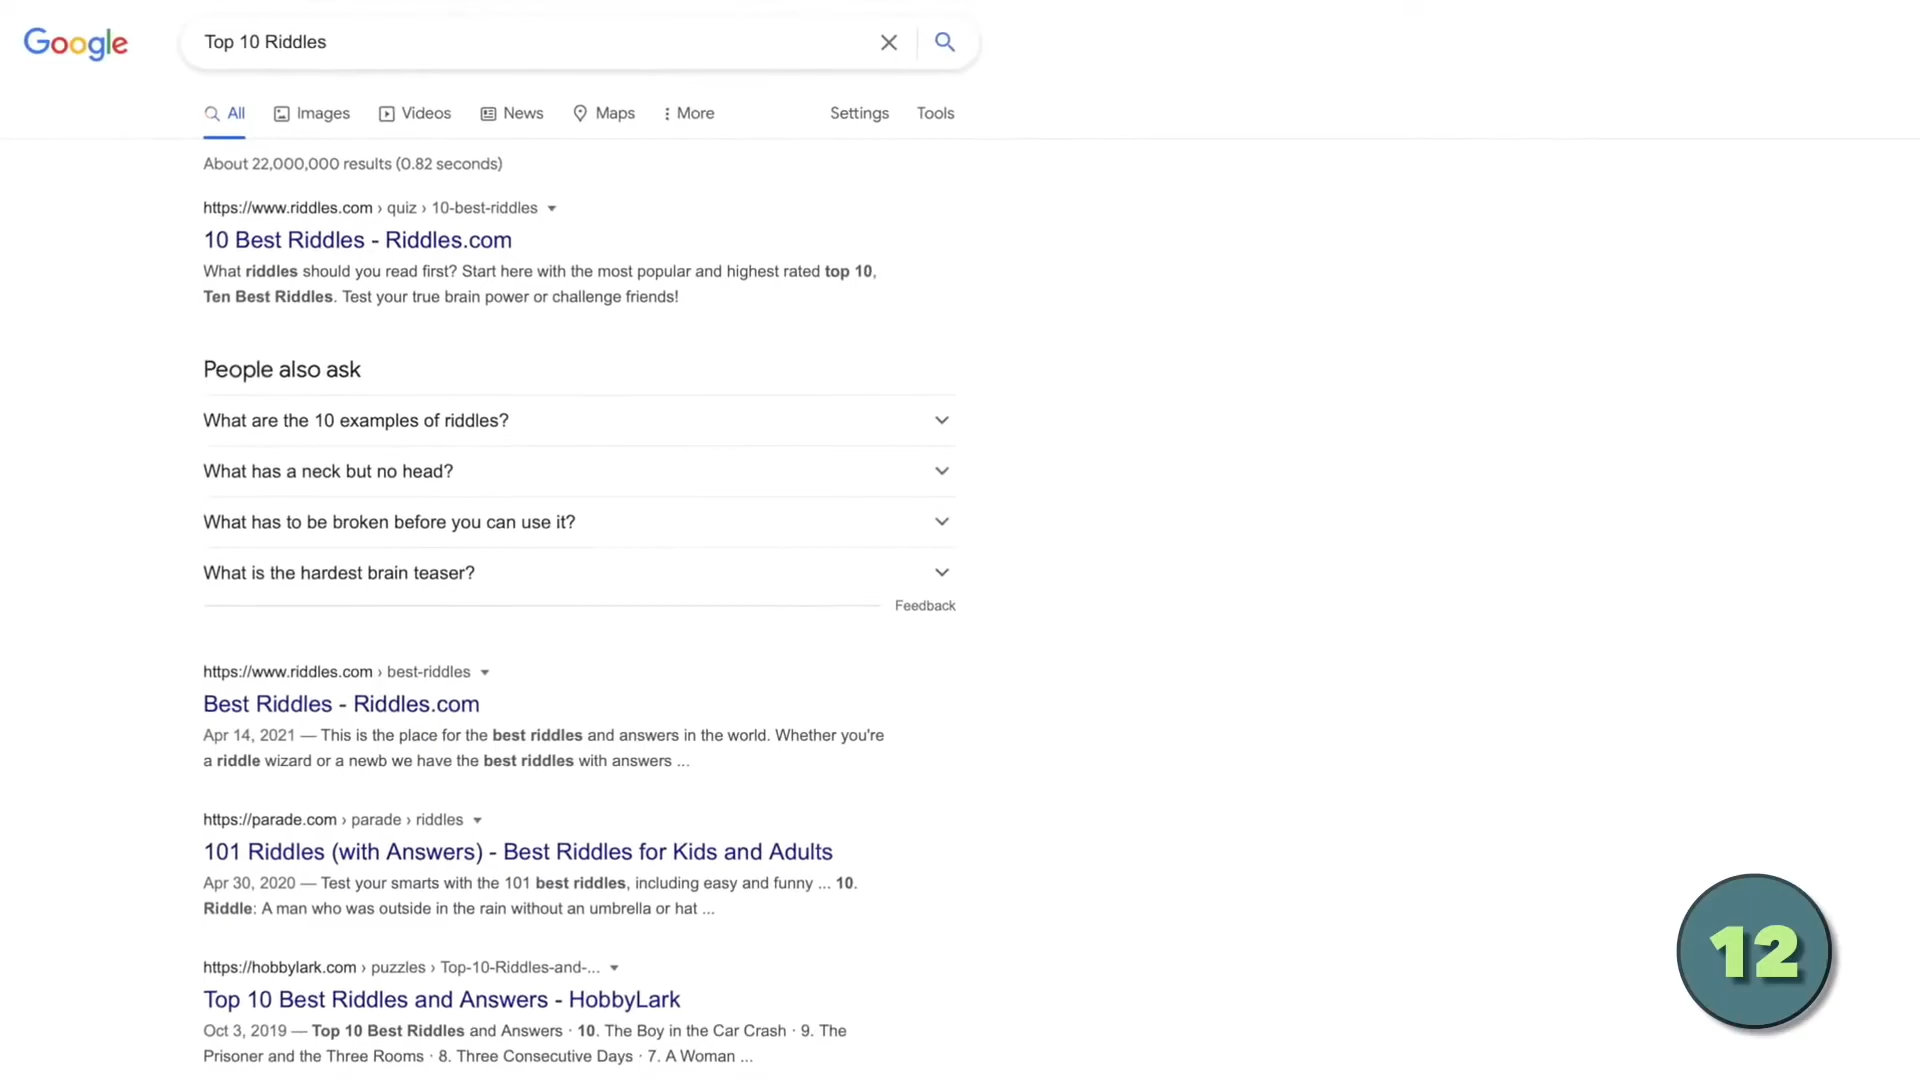 Google
Top 10 Riddles
All Images Videos News Maps More Settings Tools
About 22,000,000 results (0.82 seconds)
https://www.riddles.com › quiz › 10-best-riddles
10 Best Riddles - Riddles.com
What riddles should you read first? Start here with the most popular and highest rated top 10,
Ten Best Riddles. Test your true brain power or challenge friends!
People also ask
What are the 10 examples of riddles?
What has a neck but no head?
What has to be broken before you can use it?
What is the hardest brain teaser?
Feedback
https://www.riddles.com › best-riddles
Best Riddles - Riddles.com
Apr 14, 2021 — This is the place for the best riddles and answers in the world. Whether you're
a riddle wizard or a newb we have the best riddles with answers ...
https://parade.com › parade › riddles
101 Riddles (with Answers) - Best Riddles for Kids and Adults
Apr 30, 2020 — Test your smarts with the 101 best riddles, including easy and funny ... 10.
Riddle: A man who was outside in the rain without an umbrella or hat ...
https://hobbylark.com › puzzles › Top-10-Riddles-and-...
Top 10 Best Riddles and Answers - HobbyLark
Oct 3, 2019 — Top 10 Best Riddles and Answers · 10. The Boy in the Car Crash · 9. The
Prisoner and the Three Rooms · 8. Three Consecutive Days · 7. A Woman ...
12